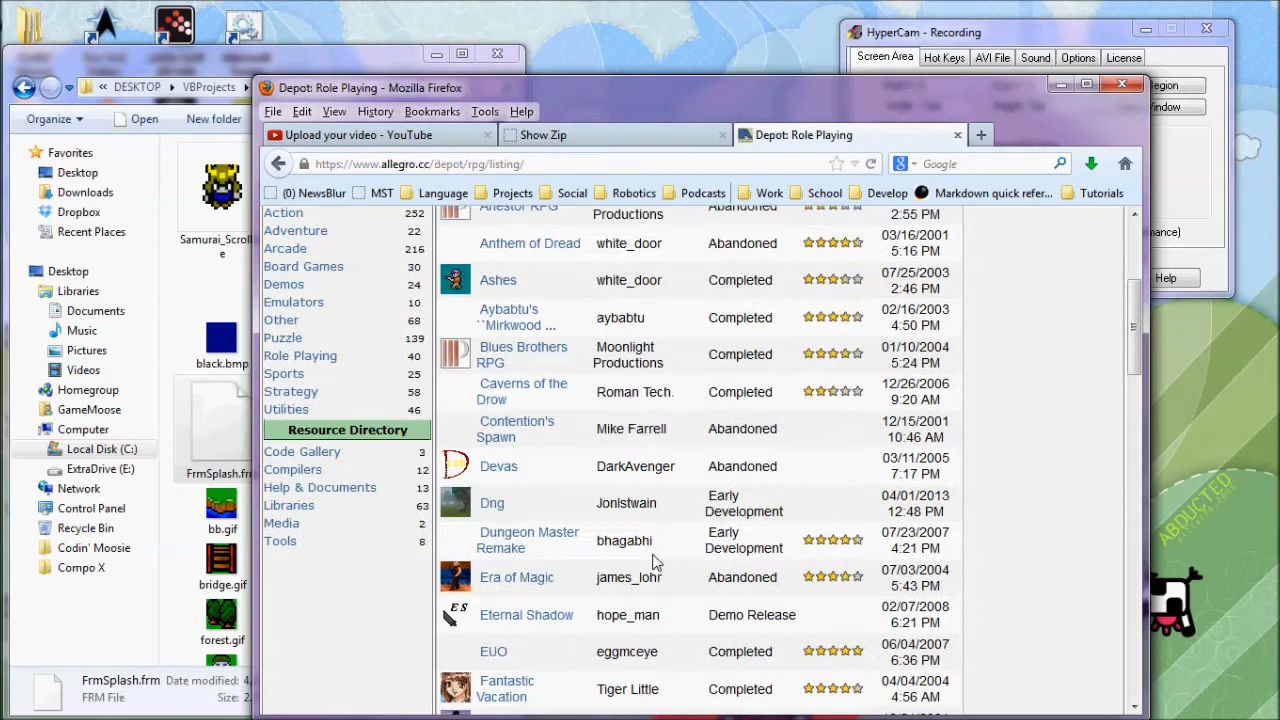 HyperCam - Recording
Screen Area
Hot Keys
AVI File
Sound
Options
License
Region
Window
Help
DESKTOP
VBProjects
Organize
Open
New folder
Favorites
Desktop
Downloads
Dropbox
Recent Places
Desktop
Libraries
Documents
Music
Pictures
Videos
Homegroup
GameMoose
Computer
Local Disk (C:)
ExtraDrive (E:)
Network
Control Panel
Recycle Bin
Codin' Moosie
Compo X
Samurai_Scroll
e
black.bmp
FrmSplash.frm
bb.gif
bridge.gif
forest.gif
FrmSplash.frm Date modified: 4
FRM File Size: 2
Depot: Role Playing - Mozilla Firefox
File Edit View History Bookmarks Tools Help
Upload your video - YouTube
Show Zip
Depot: Role Playing
https://www.allegro.cc/depot/rpg/listing/
Google
(0) NewsBlur MST Language Projects Social Robot Podcasts Work School Develop Markdown quick refer... Tutorials
Action 252
Adventure 22
Arcade 216
Board Games 30
Demos 24
Emulators 10
Other 68
Puzzle 139
Role Playing 40
Sports 25
Strategy 58
Utilities 46
Resource Directory
Code Gallery 3
Compilers 12
Help & Documents 13
Libraries 63
Media 2
Tools 8
Productions 2:55 PM
Anthem of Dread white_door Abandoned 03/16/2001
5:16 PM
Ashes white_door Completed 07/25/2003
2:46 PM
Aybabtu's
``Mirkwood ... aybabtu Completed 02/16/2003
4:50 PM
Blues Brothers
RPG Moonlight
Productions Completed 01/10/2004
5:24 PM
Caverns of the
Drow Roman Tech. Completed 12/26/2006
9:20 AM
Contention's
Spawn Mike Farrell Abandoned 12/15/2001
10:46 AM
Devas DarkAvenger Abandoned 03/11/2005
7:17 PM
Dng Jonlstwain Early
Development 04/01/2013
12:48 PM
Dungeon Master
Remake bhagabhi Early
Development 07/23/2007
4:21 PM
Era of Magic james_lohr Abandoned 07/03/2004
5:43 PM
ES
Eternal Shadow hope_man Demo Release 02/07/2008
6:21 PM
EUO eggmceye Completed 06/04/2007
6:36 PM
Fantastic
Vacation Tiger Little Completed 04/04/2004
4:56 AM
ABDUCTED